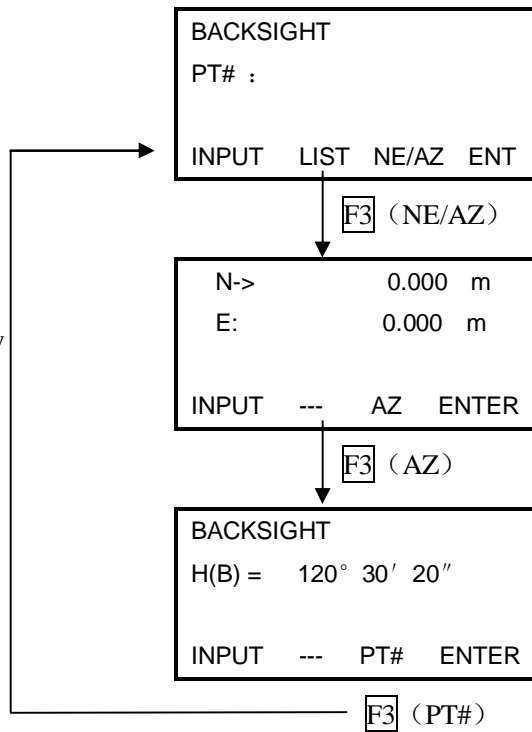 BACKSIGHT
PT# ：
INPUT LIST NE/AZ ENT
F3 （NE/AZ）
N-> 0.000 m
E: 0.000 m
INPUT --- AZ ENTER
F3 （AZ）
BACKSIGHT
H(B) = 120° 30′ 20″
INPUT --- PT# ENTER
F3 （PT#）